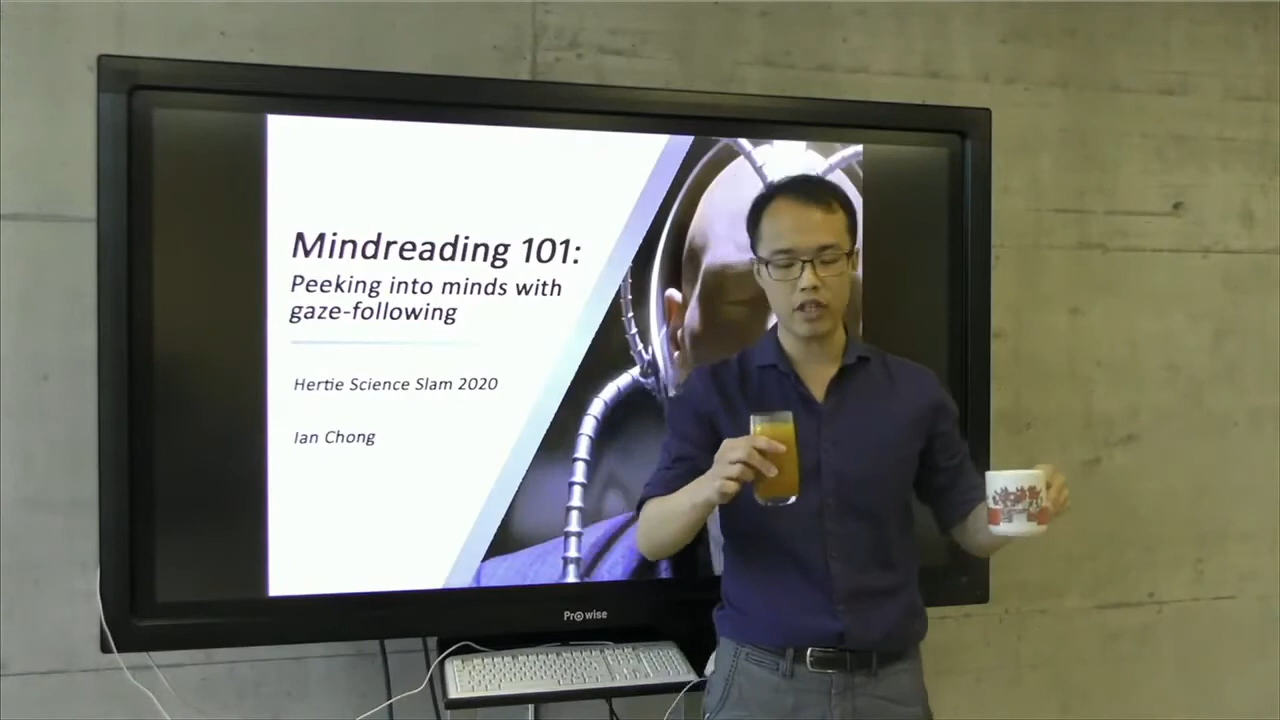 Mindreading 101:
Peeking into minds with
gaze-following
Hertie Science Slam 2020
Ian Chong
Prowise